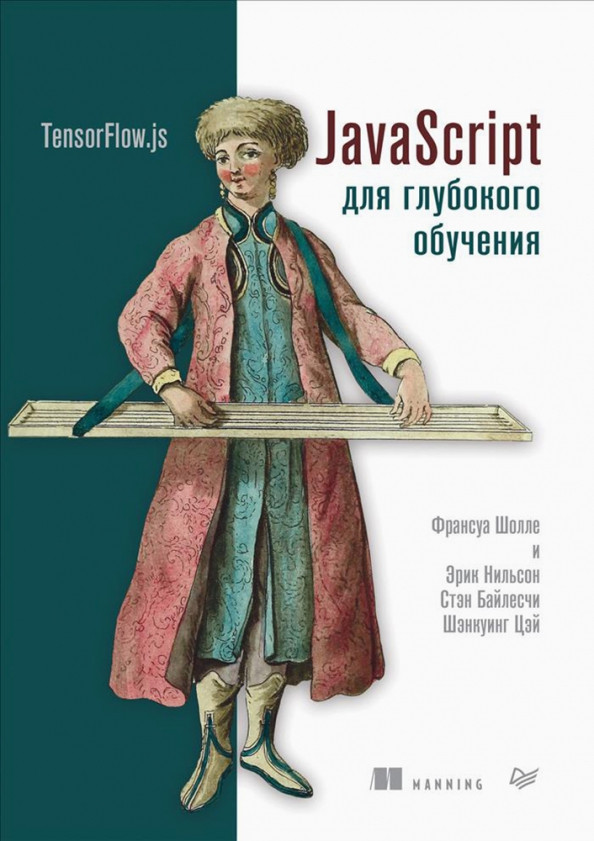 TensorFlow.js
JavaScript
для глубокого
обучения
Франсуа Шолле
и
Эрик Нильсон
Стэн Байлесчи
Шэнкуинг Цэй
MANNING